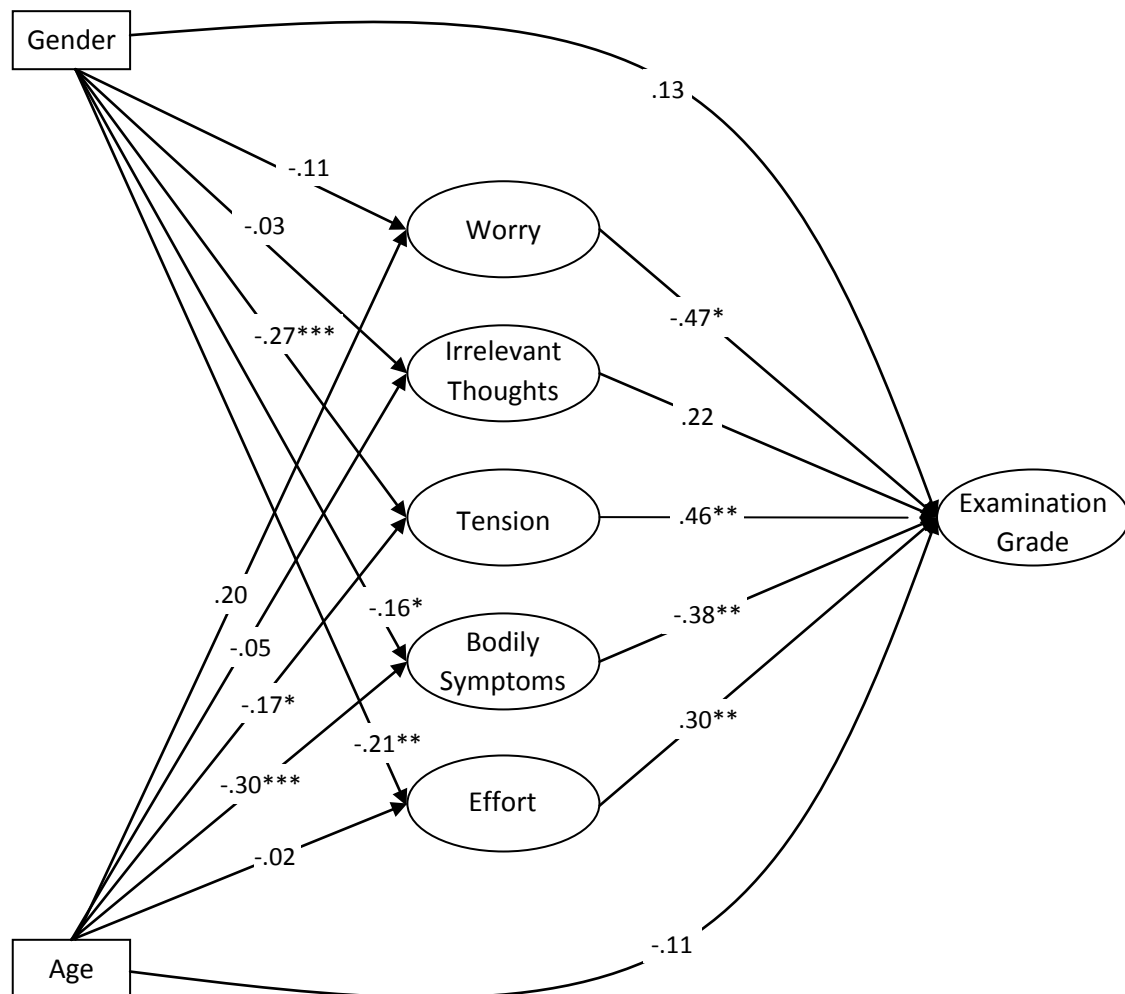 Gender
.13
-.11
-.03
Worry
-.47*
-.27***
Irrelevant
Thoughts
.22
Tension
.46**
Examination
Grade
.20
-.16*
-.38**
-.05
Bodily
Symptoms
-.17*
.30**
-.21**
-.30***
Effort
-.02
-.11
Age